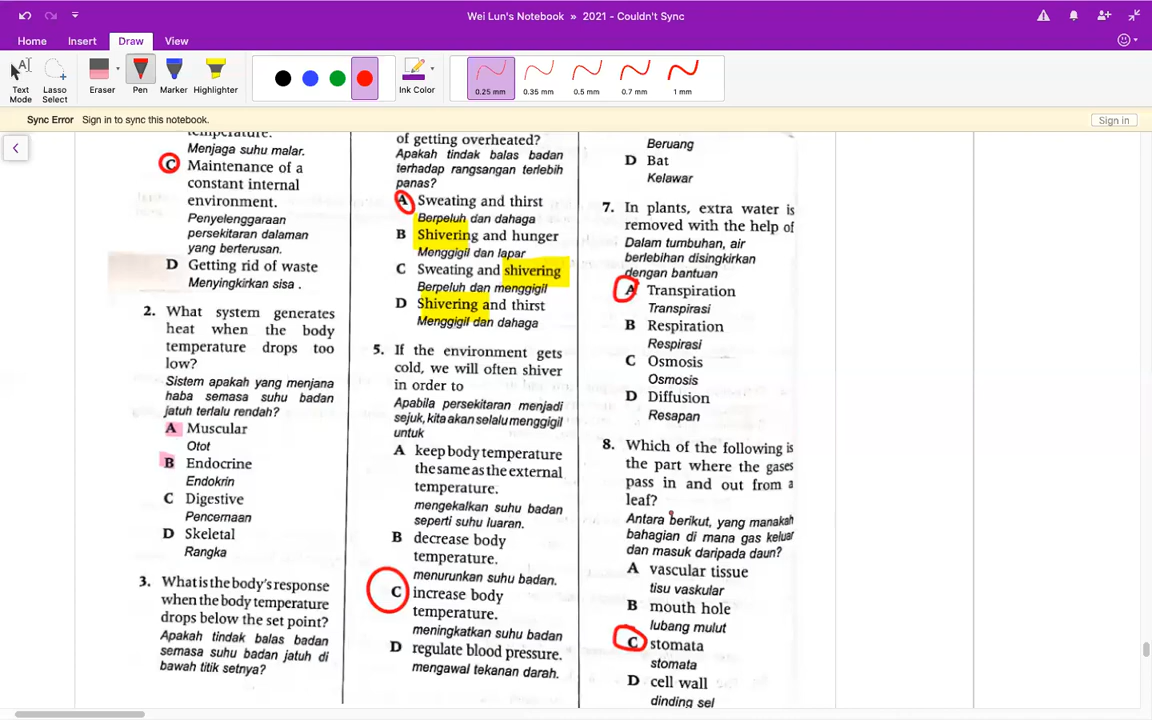 Wei Lun's Notebook » 2021 - Couldn't Sync
Home
Insert
Draw
View
Text
Mode
Lasso
Select
Eraser
Pen
Marker
Highlighter
Ink Color
0.25 mm
0.35 mm
0.5 mm
0.7 mm
1 mm
Sync Error Sign in to sync this notebook.
Sign in
temperature.
Menjaga suhu malar.
C Maintenance of a
constant internal
environment.
Penyelenggaraan
persekitaran dalaman
yang berterusan.
D Getting rid of waste
Menyingkirkan sisa .
2. What system generates
heat when the body
temperature drops too
low?
Sistem apakah yang menjana
haba semasa suhu badan
jatuh terlalu rendah?
A Muscular
Otot
B Endocrine
Endokrin
C Digestive
Pencernaan
D Skeletal
Rangka
3. What is the body's response
when the body temperature
drops below the set point?
Apakah tindak balas badan
semasa suhu badan jatuh di
bawah titik setnya?
of getting overheated?
Apakah tindak balas badan
terhadap rangsangan terlebih
panas?
A Sweating and thirst
Berpeluh dan dahaga
B Shivering and hunger
Menggigil dan lapar
C Sweating and shivering
Berpeluh dan menggigil
D Shivering and thirst
Menggigil dan dahaga
5. If the environment gets
cold, we will often shiver
in order to
Apabila persekitaran menjadi
sejuk, kita akan selalu menggigil
untuk
A keep body temperature
the same as the external
temperature.
mengekalkan suhu badan
seperti suhu luaran.
B decrease body
temperature.
menurunkan suhu badan.
C increase body
temperature.
meningkatkan suhu badan
D regulate blood pressure.
mengawal tekanan darah.
Beruang
D Bat
Kelawar
7. In plants, extra water is
removed with the help of
Dalam tumbuhan, air
berlebihan disingkirkan
dengan bantuan
A Transpiration
Transpirasi
B Respiration
Respirasi
C Osmosis
Osmosis
D Diffusion
Resapan
8. Which of the following is
the part where the gases
pass in and out from a
leaf?
Antara berikut, yang manakah
bahagian di mana gas keluar
dan masuk daripada daun?
A vascular tissue
tisu vaskular
B mouth hole
lubang mulut
C stomata
stomata
D cell wall
dinding sel